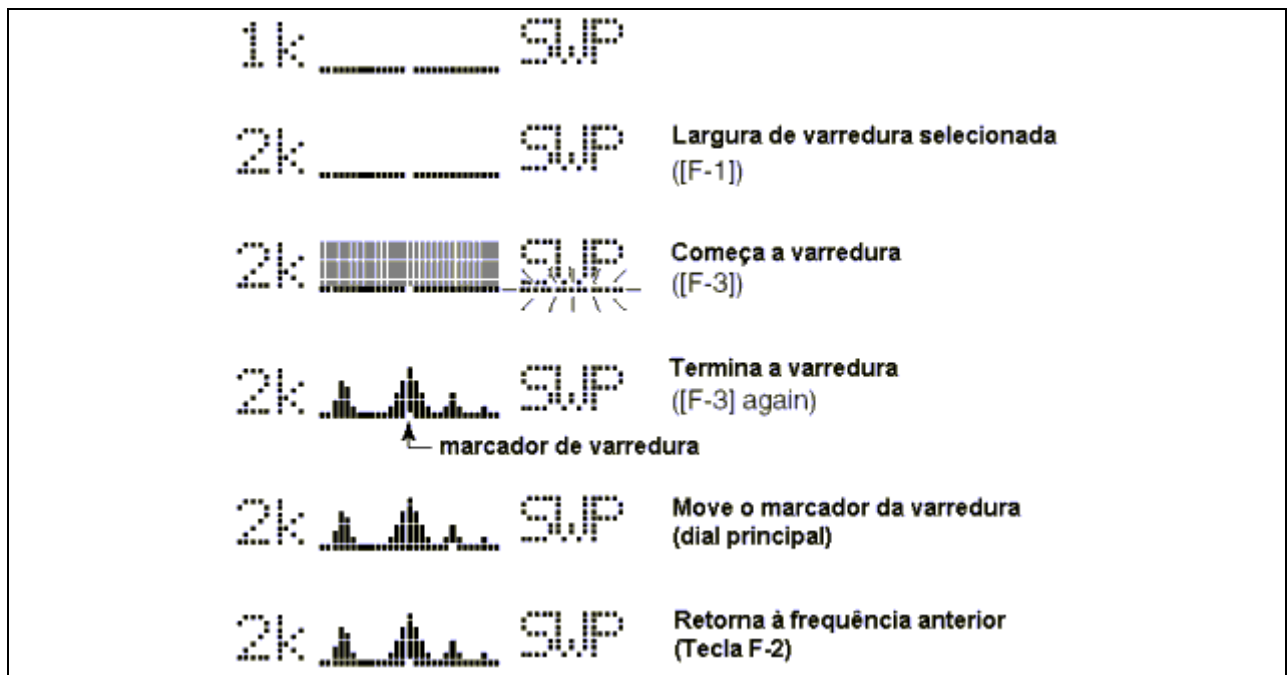 1k SWP
2k SWP Largura de varredura selecionada
([F-1])
2k SWP Começa a varredura
([F-3])
2k SWP Termina a varredura
([F-3] again)
marcador de varredura
2k SWP Move o marcador da varredura
(dial principal)
2k SWP Retorna à frequência anterior
(Tecla F-2)